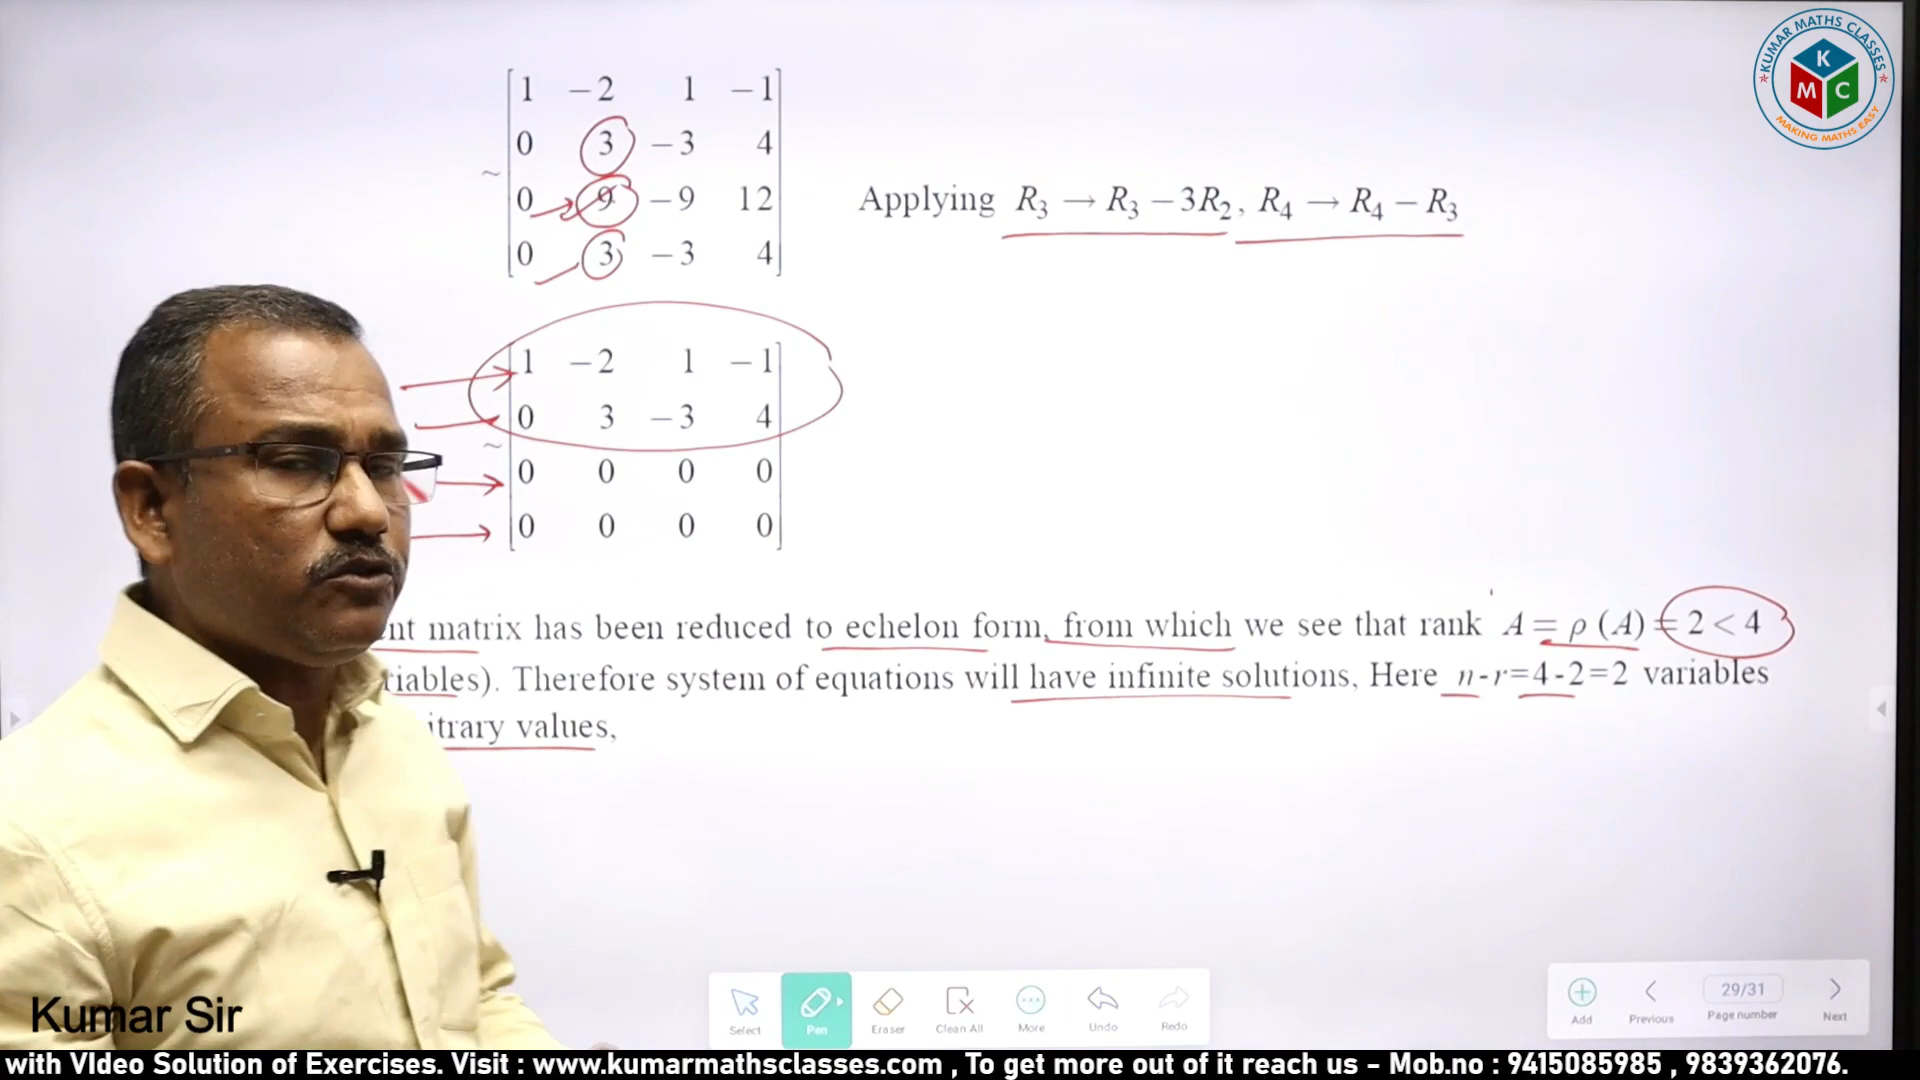 KUMAR MATHS CLASSES
K
M C
MAKING MATHS EASY
1 −2 1 −1
0 3 −3 4
~
0 9 −9 12
0 3 −3 4
Applying R₃ → R₃ − 3R₂, R₄ → R₄ − R₃
1 −2 1 −1
0 3 −3 4
~
0 0 0 0
0 0 0 0
nt matrix has been reduced to echelon form, from which we see that rank A = ρ (A) = 2 < 4
riables). Therefore system of equations will have infinite solutions, Here n-r=4-2=2 variables
itrary values,
Select
Pen
Eraser
Clean All
More
Undo
Redo
Add
Previous
29/31
Page number
Next
Kumar Sir
with VIdeo Solution of Exercises. Visit : www.kumarmathsclasses.com , To get more out of it reach us – Mob.no : 9415085985 , 9839362076.